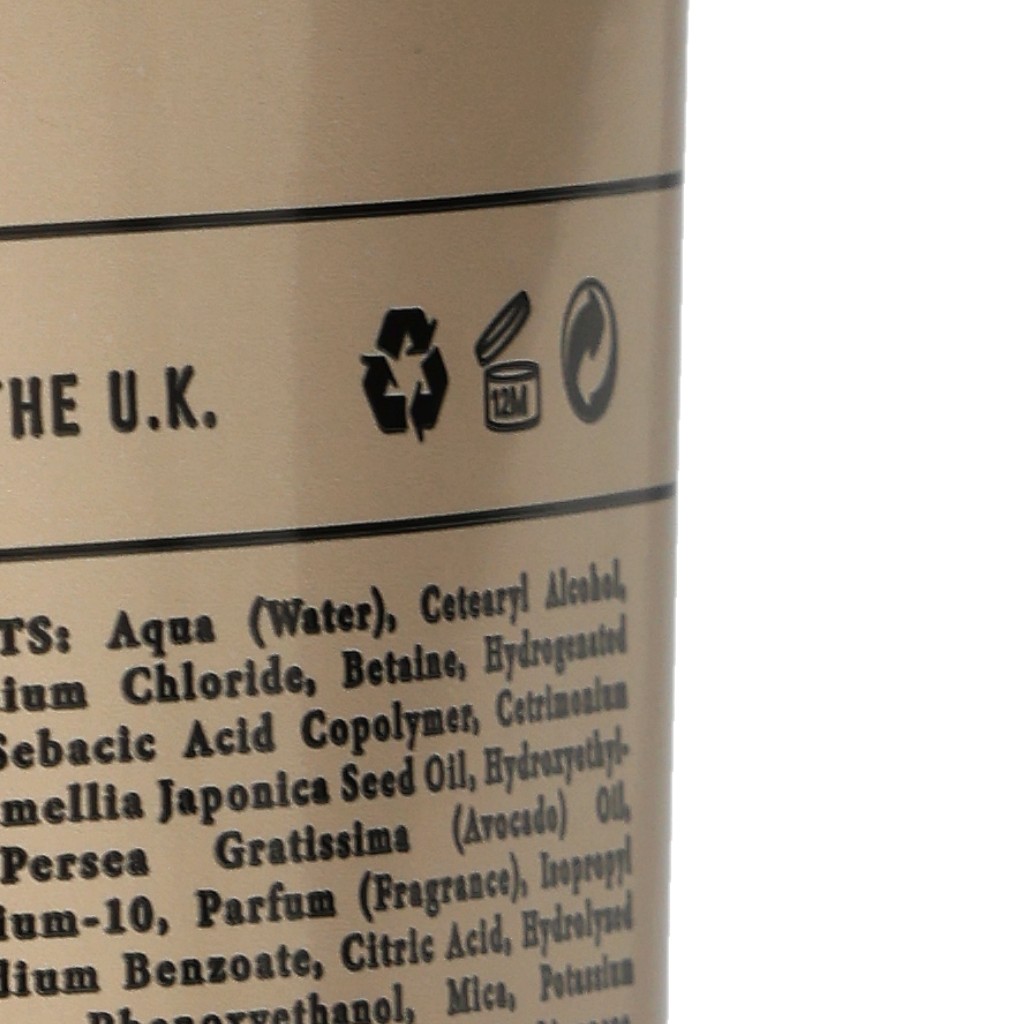 THE U.K.
12M
TS: Aqua (Water), Cetearyl Alcohol,
ium Chloride, Betaine, Hydrogenated
Sebacic Acid Copolymer, Cetrimonium
mellia Japonica Seed Oil, Hydroxyethyl-
Persea Gratissima (Avocado) Oil,
ium-10, Parfum (Fragrance), Isopropyl
dium Benzoate, Citric Acid, Hydrolysed
Phenoxyethanol, Mica, Potassium